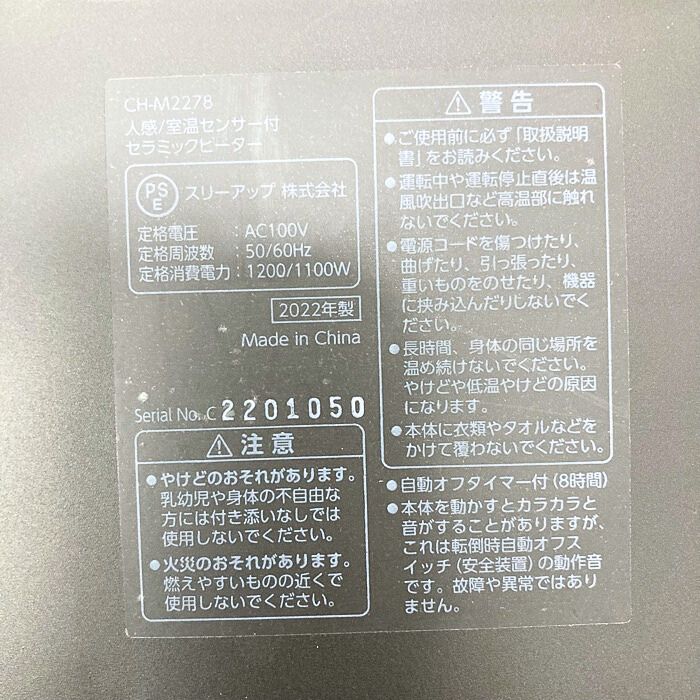 CH-M2278
人感/室温センサー付
セラミックヒーター
PS
E
スリーアップ 株式会社
定格電圧 : AC100V
定格周波数 : 50/60Hz
定格消費電力 : 1200/1100W
2022年製
Made in China
Serial No. C 2201050
⚠ 注意
●やけどのおそれがあります。
乳幼児や身体の不自由な
方には付き添いなしでは
使用しないでください。
●火災のおそれがあります。
燃えやすいものの近くで
使用しないでください。
⚠ 警告
●ご使用前に必ず「取扱説明
書」をお読みください。
●運転中や運転停止直後は温
風吹出口など高温部に触れ
ないでください。
●電源コードを傷つけたり、
曲げたり、引っ張ったり、
重いものをのせたり、機器
に挟み込んだりしないでく
ださい。
●長時間、身体の同じ場所を
温め続けないでください。
やけどや低温やけどの原因
になります。
●本体に衣類やタオルなどを
かけて覆わないでください。
●自動オフタイマー付(8時間)
●本体を動かすとカラカラと
音がすることがありますが、
これは転倒時自動オフス
イッチ(安全装置)の動作音
です。故障や異常ではあり
ません。